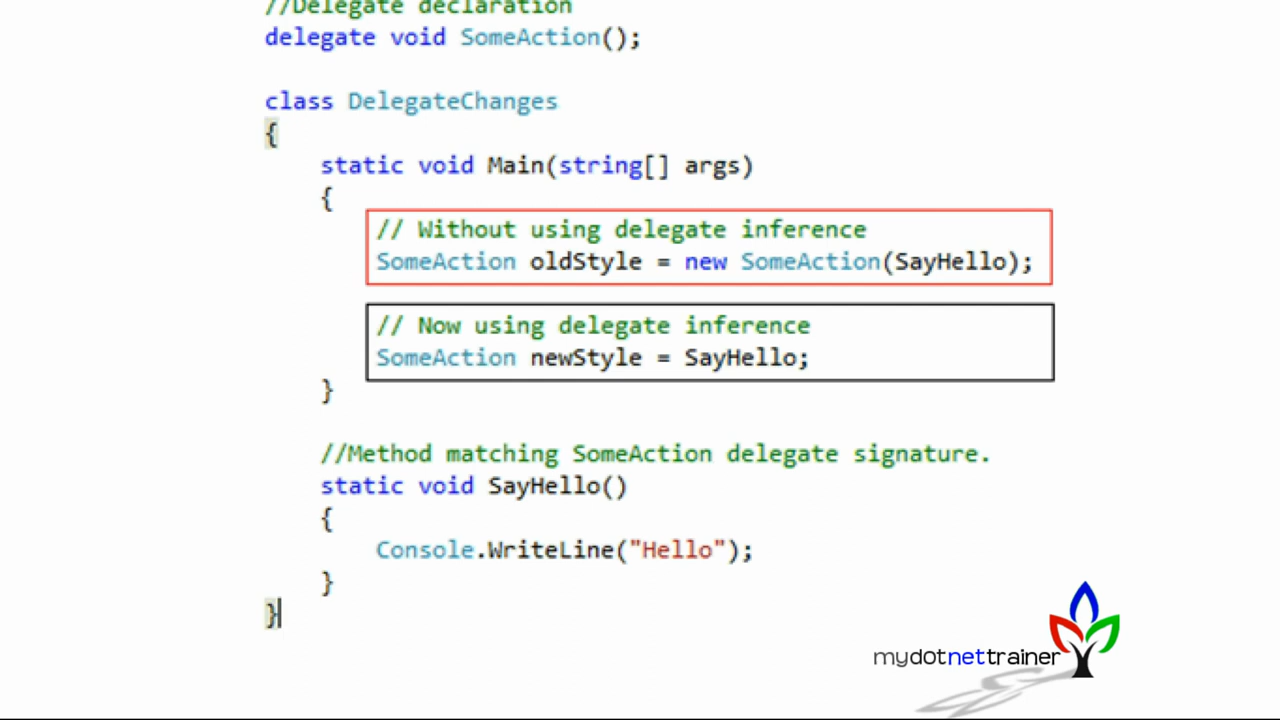 //Delegate declaration
delegate void SomeAction();
class DelegateChanges
{
static void Main(string[] args)
{
// Without using delegate inference
SomeAction oldStyle = new SomeAction(SayHello);
// Now using delegate inference
SomeAction newStyle = SayHello;
}
//Method matching SomeAction delegate signature.
static void SayHello()
{
Console.WriteLine("Hello");
}
}
mydotnettrainer